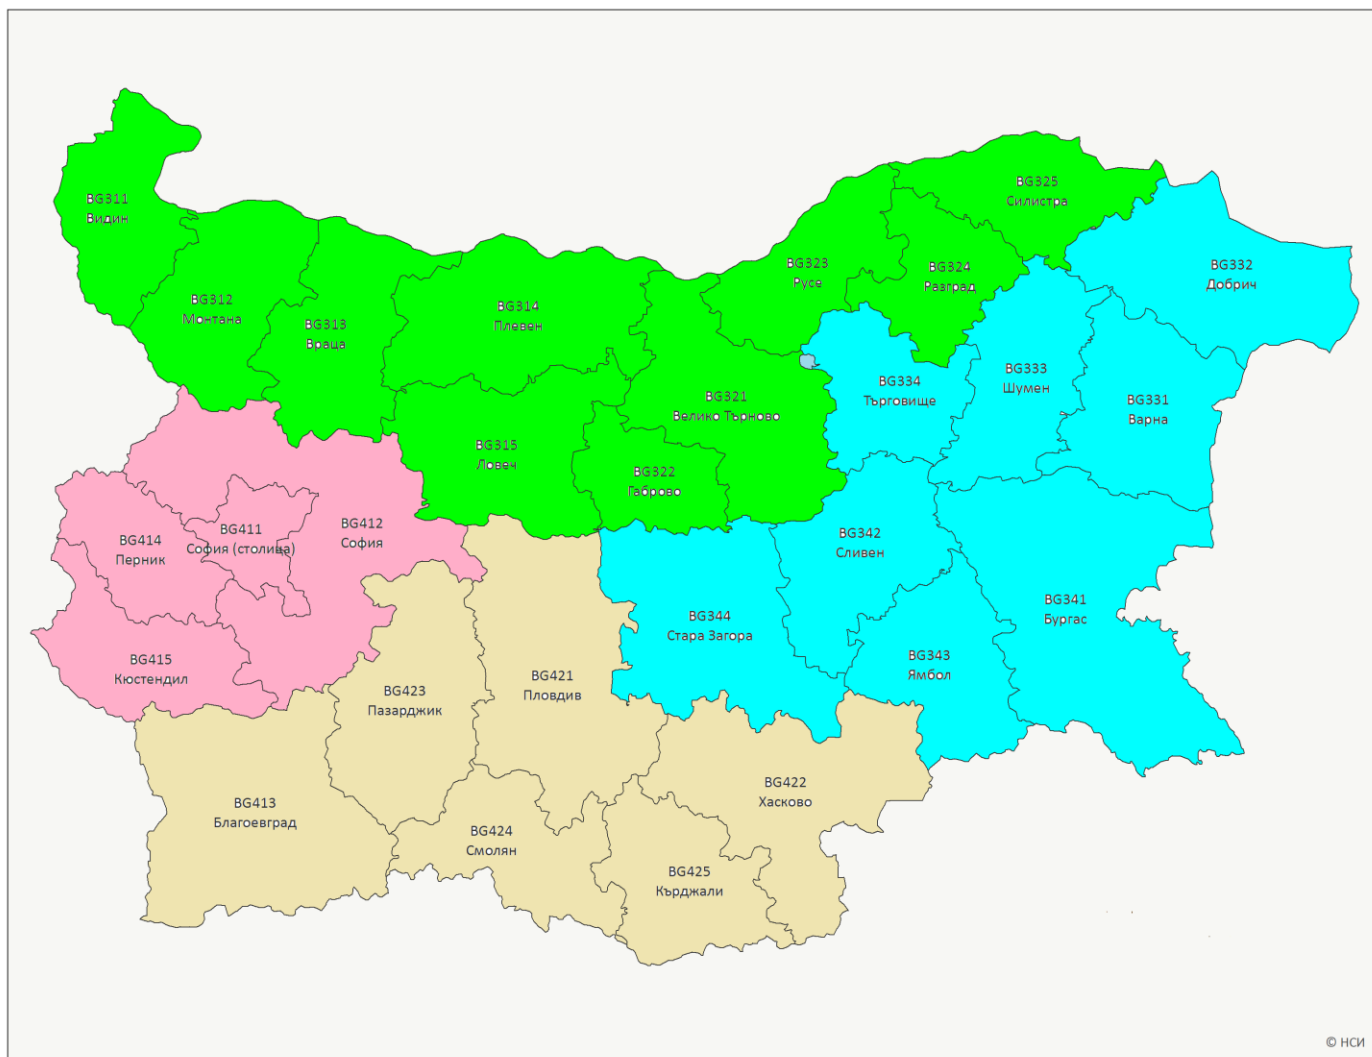 BG311
Видин
BG312
Монтана
BG313
Враца
BG314
Плевен
BG315
Ловеч
BG321
Велико Търново
BG322
Габрово
BG323
Русе
BG324
Разград
BG325
Силистра
BG332
Добрич
BG333
Шумен
BG334
Търговище
BG331
Варна
BG411
София (столица)
BG412
София
BG414
Перник
BG415
Кюстендил
BG342
Сливен
BG344
Стара Загора
BG343
Ямбол
BG341
Бургас
BG421
Пловдив
BG423
Пазарджик
BG413
Благоевград
BG424
Смолян
BG422
Хасково
BG425
Кърджали
© НСИ